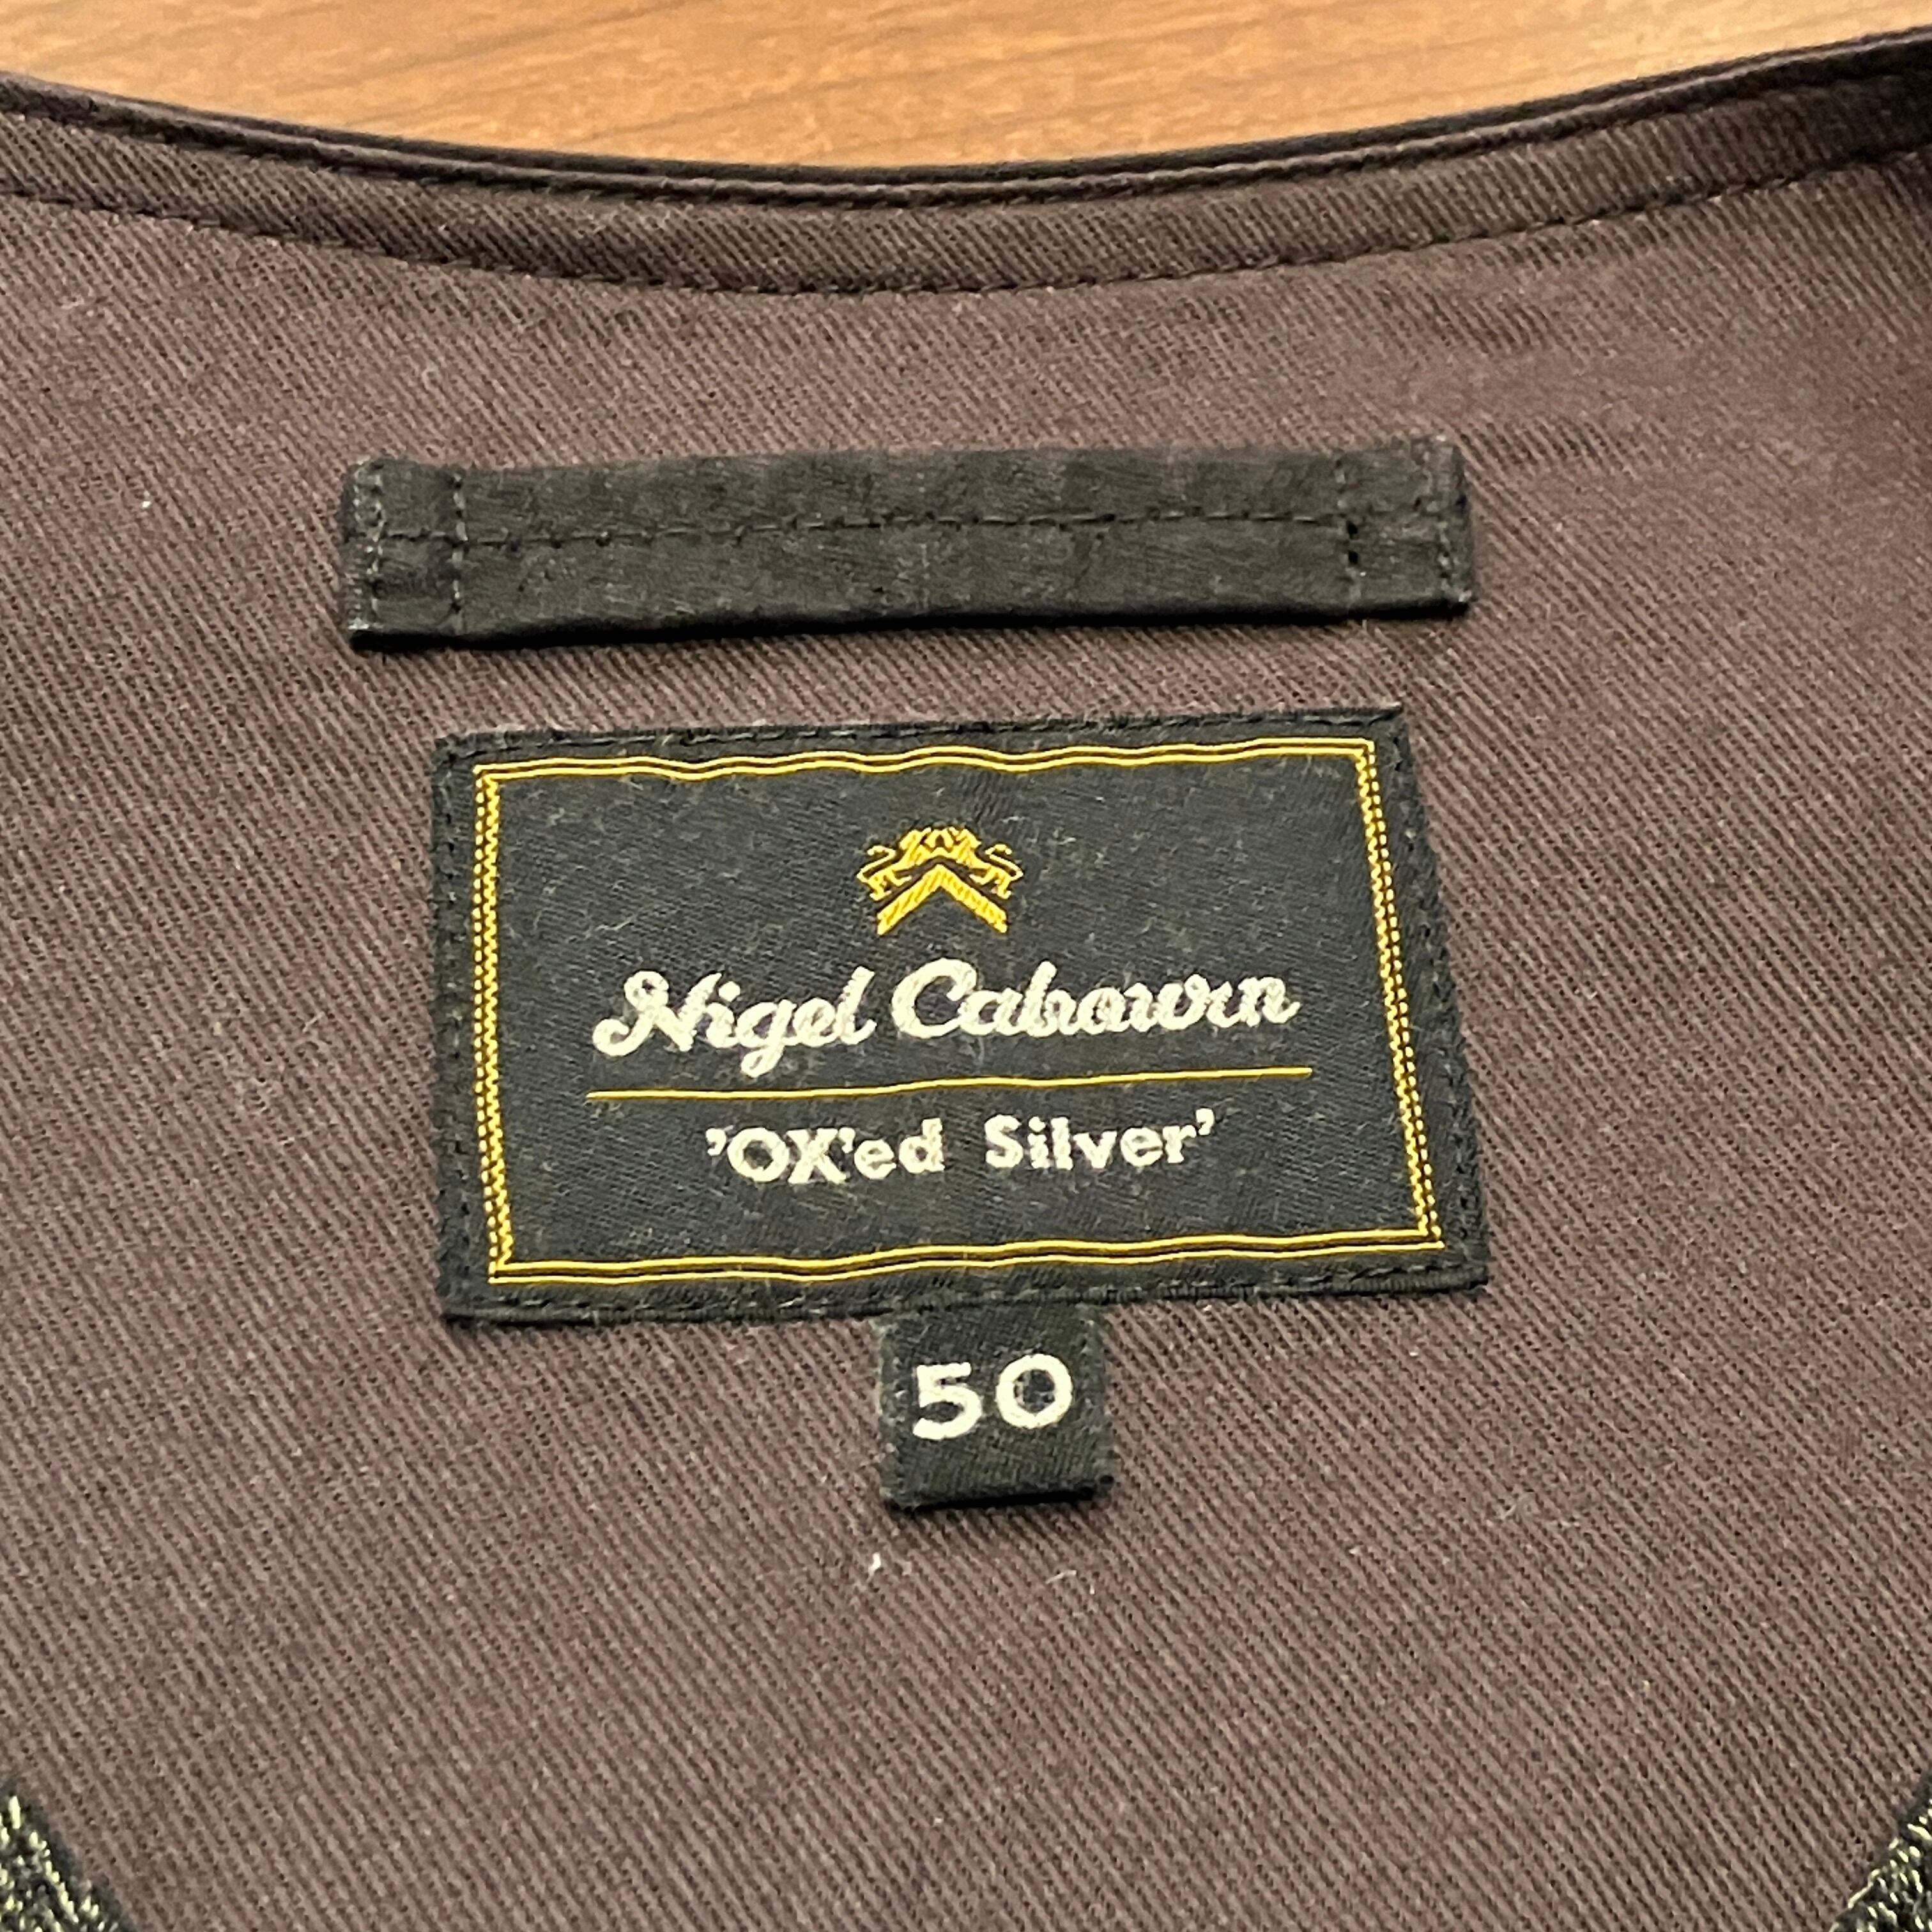 Nigel Cabourn
’OX’ed Silver’
50